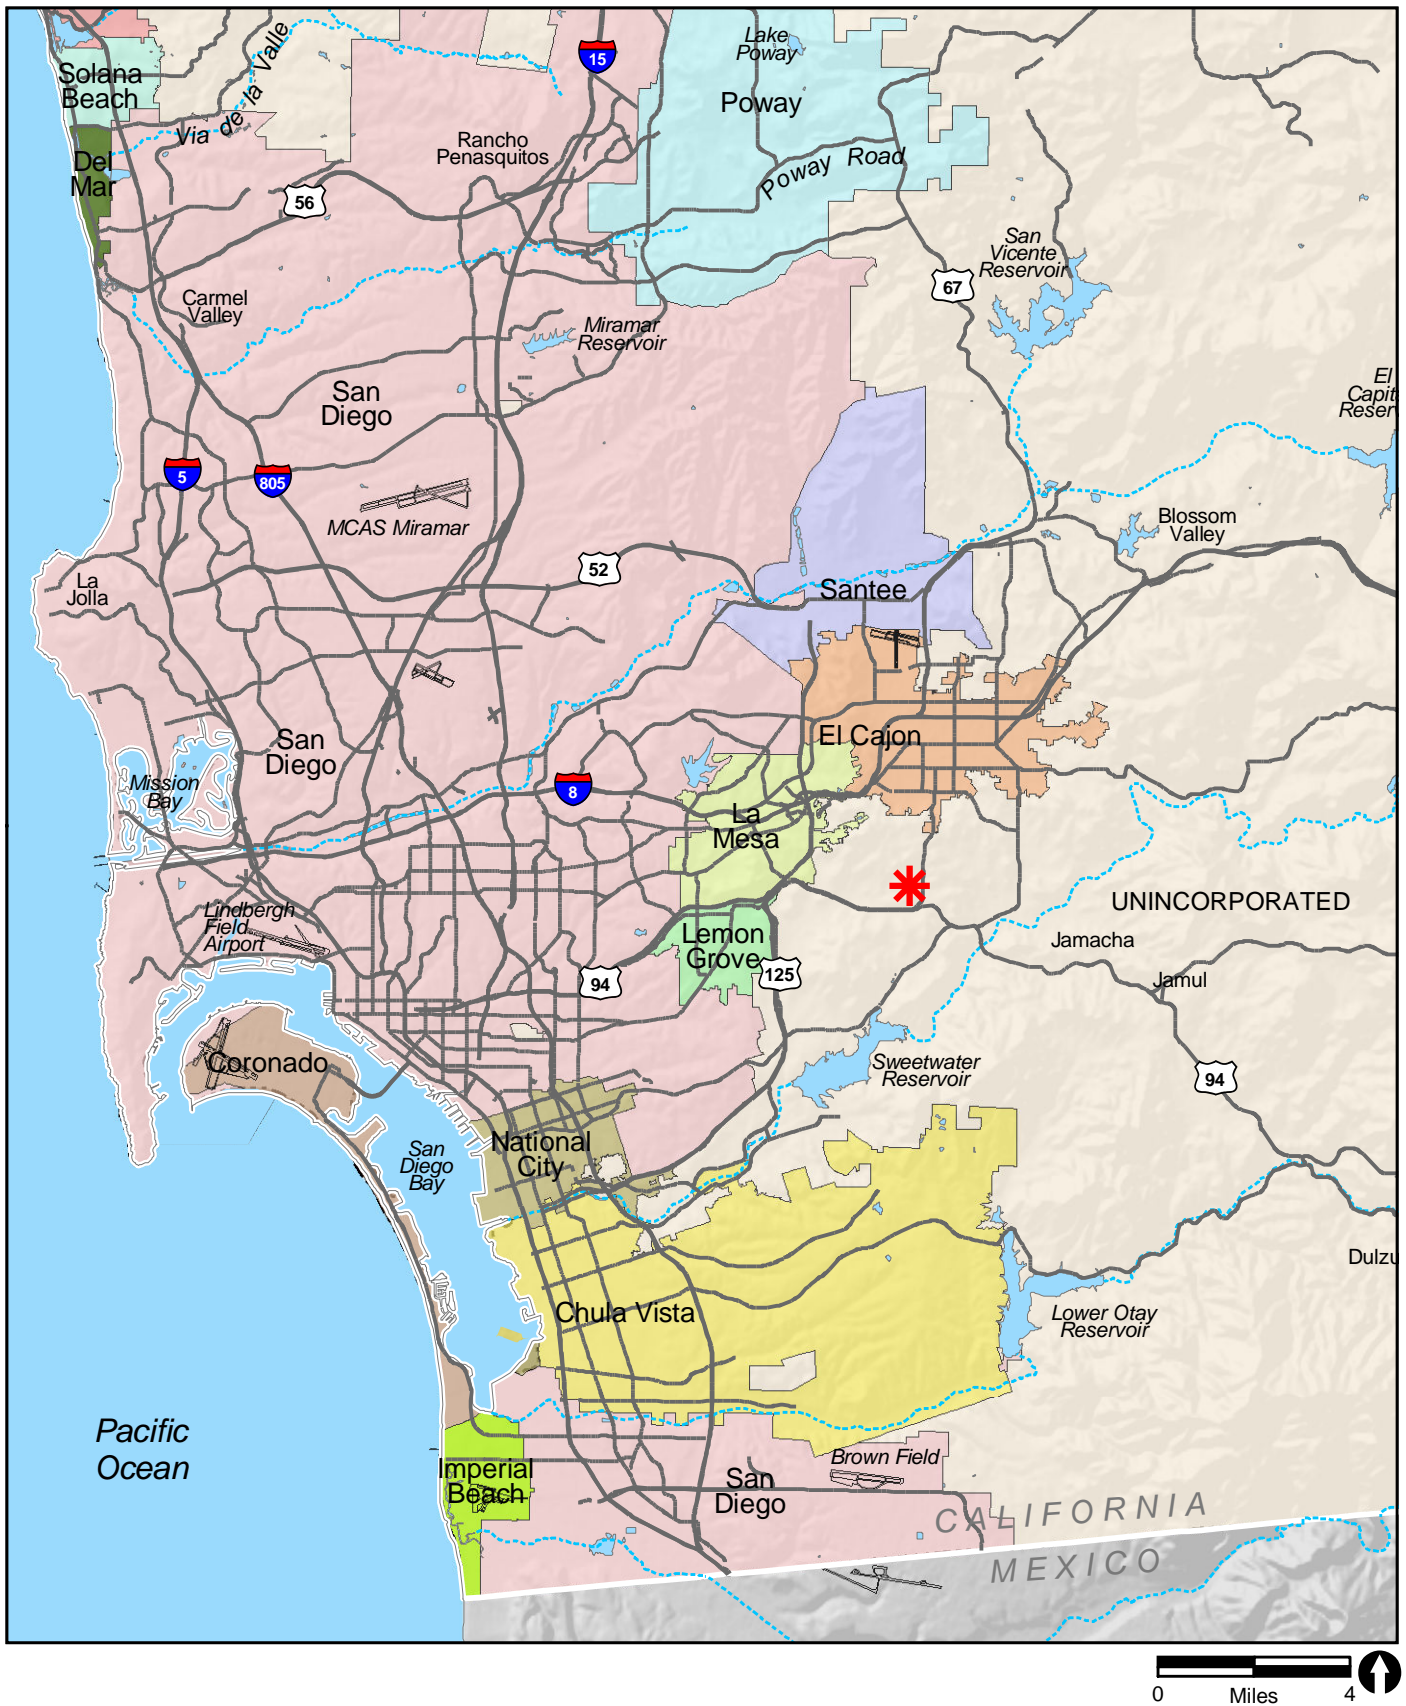 Solana
Beach
Via de la Valle
15
Lake
Poway
Poway
Del
Mar
Rancho
Penasquitos
Poway Road
56
San
Vicente
Reservoir
67
Carmel
Valley
Miramar
Reservoir
San
Diego
El
Capit
Reser
5
805
MCAS Miramar
Blossom
Valley
52
La
Jolla
Santee
El Cajon
San
Diego
Mission
Bay
8
La
Mesa
UNINCORPORATED
Lindbergh
Field
Airport
Lemon
Grove
Jamacha
94
125
Jamul
Coronado
Sweetwater
Reservoir
94
National
City
San
Diego
Bay
Dulzu
Chula Vista
Lower Otay
Reservoir
Pacific
Ocean
Imperial
Beach
San
Diego
Brown Field
CALIFORNIA
MEXICO
0 Miles 4